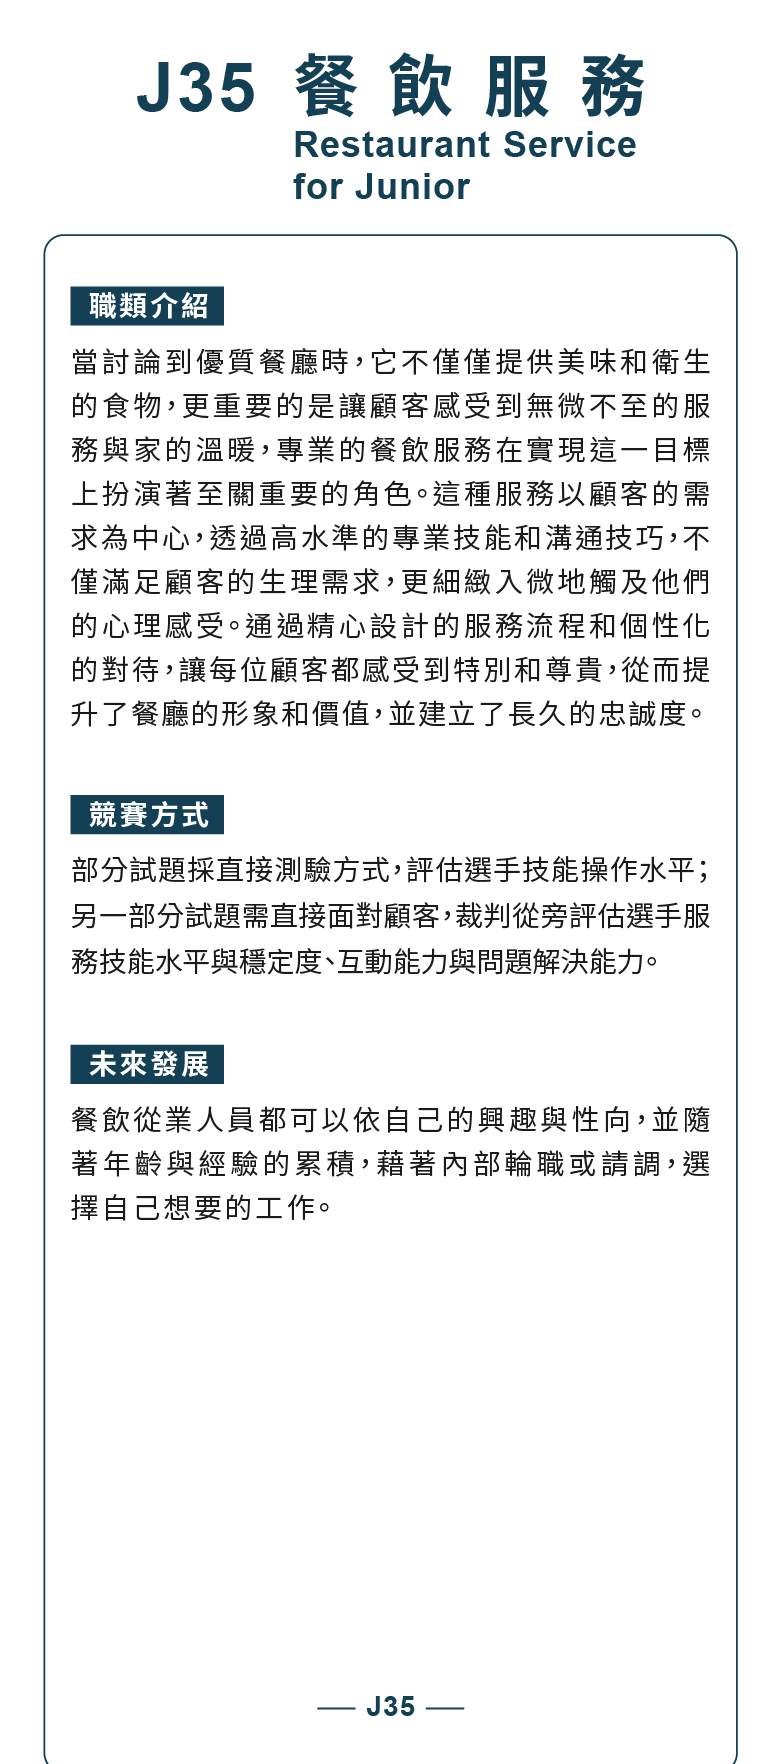 J35 餐飲服務
Restaurant Service
for Junior
職類介紹
當討論到優質餐廳時，它不僅僅提供美味和衛生
的食物，更重要的是讓顧客感受到無微不至的服
務與家的溫暖，專業的餐飲服務在實現這一目標
上扮演著至關重要的角色。這種服務以顧客的需
求為中心，透過高水準的專業技能和溝通技巧，不
僅滿足顧客的生理需求，更細緻入微地觸及他們
的心理感受。通過精心設計的服務流程和個性化
的對待，讓每位顧客都感受到特別和尊貴，從而提
升了餐廳的形象和價值，並建立了長久的忠誠度。
競賽方式
部分試題採直接測驗方式，評估選手技能操作水平；
另一部分試題需直接面對顧客，裁判從旁評估選手服
務技能水平與穩定度、互動能力與問題解決能力。
未來發展
餐飲從業人員都可以依自己的興趣與性向，並隨
著年齡與經驗的累積，藉著內部輪職或請調，選
擇自己想要的工作。
J35